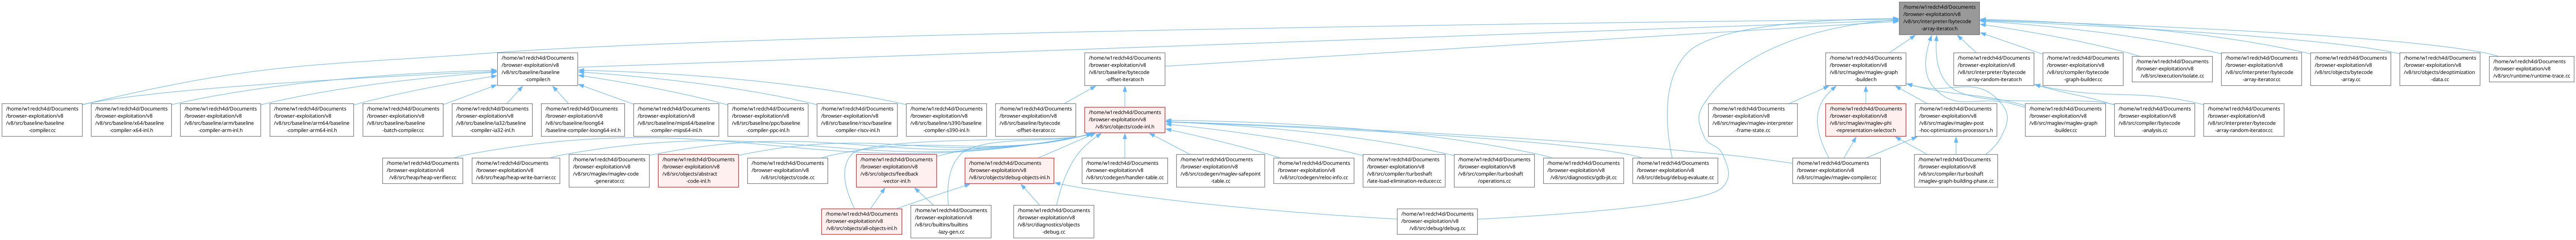 /home/w1redch4d/Documents
/browser-exploitation/v8
/v8/src/interpreter/bytecode
-array-iterator.h
/home/w1redch4d/Documents
/browser-exploitation/v8
/v8/src/baseline/baseline
-compiler.h
/home/w1redch4d/Documents
/browser-exploitation/v8
/v8/src/baseline/bytecode
-offset-iterator.h
/home/w1redch4d/Documents
/browser-exploitation/v8
/v8/src/maglev/maglev-graph
-builder.h
/home/w1redch4d/Documents
/browser-exploitation/v8
/v8/src/interpreter/bytecode
-array-random-iterator.h
/home/w1redch4d/Documents
/browser-exploitation/v8
/v8/src/compiler/bytecode
-graph-builder.cc
/home/w1redch4d/Documents
/browser-exploitation/v8
/v8/src/execution/isolate.cc
/home/w1redch4d/Documents
/browser-exploitation/v8
/v8/src/interpreter/bytecode
-array-iterator.cc
/home/w1redch4d/Documents
/browser-exploitation/v8
/v8/src/objects/bytecode
-array.cc
/home/w1redch4d/Documents
/browser-exploitation/v8
/v8/src/objects/deoptimization
-data.cc
/home/w1redch4d/Documents
/browser-exploitation/v8
/v8/src/runtime/runtime-trace.cc
/home/w1redch4d/Documents
/browser-exploitation/v8
/v8/src/baseline/baseline
-compiler.cc
/home/w1redch4d/Documents
/browser-exploitation/v8
/v8/src/baseline/x64/baseline
-compiler-x64-inl.h
/home/w1redch4d/Documents
/browser-exploitation/v8
/v8/src/baseline/arm/baseline
-compiler-arm-inl.h
/home/w1redch4d/Documents
/browser-exploitation/v8
/v8/src/baseline/arm64/baseline
-compiler-arm64-inl.h
/home/w1redch4d/Documents
/browser-exploitation/v8
/v8/src/baseline/baseline
-batch-compiler.cc
/home/w1redch4d/Documents
/browser-exploitation/v8
/v8/src/baseline/ia32/baseline
-compiler-ia32-inl.h
/home/w1redch4d/Documents
/browser-exploitation/v8
/v8/src/baseline/loong64
/baseline-compiler-loong64-inl.h
/home/w1redch4d/Documents
/browser-exploitation/v8
/v8/src/baseline/mips64/baseline
-compiler-mips64-inl.h
/home/w1redch4d/Documents
/browser-exploitation/v8
/v8/src/baseline/ppc/baseline
-compiler-ppc-inl.h
/home/w1redch4d/Documents
/browser-exploitation/v8
/v8/src/baseline/riscv/baseline
-compiler-riscv-inl.h
/home/w1redch4d/Documents
/browser-exploitation/v8
/v8/src/baseline/s390/baseline
-compiler-s390-inl.h
/home/w1redch4d/Documents
/browser-exploitation/v8
/v8/src/baseline/bytecode
-offset-iterator.cc
/home/w1redch4d/Documents
/browser-exploitation/v8
/v8/src/objects/code-inl.h
/home/w1redch4d/Documents
/browser-exploitation/v8
/v8/src/maglev/maglev-interpreter
-frame-state.cc
/home/w1redch4d/Documents
/browser-exploitation/v8
/v8/src/maglev/maglev-phi
-representation-selector.h
/home/w1redch4d/Documents
/browser-exploitation/v8
/v8/src/maglev/maglev-post
-hoc-optimizations-processors.h
/home/w1redch4d/Documents
/browser-exploitation/v8
/v8/src/maglev/maglev-graph
-builder.cc
/home/w1redch4d/Documents
/browser-exploitation/v8
/v8/src/compiler/bytecode
-analysis.cc
/home/w1redch4d/Documents
/browser-exploitation/v8
/v8/src/interpreter/bytecode
-array-random-iterator.cc
/home/w1redch4d/Documents
/browser-exploitation/v8
/v8/src/heap/heap-verifier.cc
/home/w1redch4d/Documents
/browser-exploitation/v8
/v8/src/heap/heap-write-barrier.cc
/home/w1redch4d/Documents
/browser-exploitation/v8
/v8/src/maglev/maglev-code
-generator.cc
/home/w1redch4d/Documents
/browser-exploitation/v8
/v8/src/objects/abstract
-code-inl.h
/home/w1redch4d/Documents
/browser-exploitation/v8
/v8/src/objects/code.cc
/home/w1redch4d/Documents
/browser-exploitation/v8
/v8/src/objects/feedback
-vector-inl.h
/home/w1redch4d/Documents
/browser-exploitation/v8
/v8/src/objects/debug-objects-inl.h
/home/w1redch4d/Documents
/browser-exploitation/v8
/v8/src/codegen/handler-table.cc
/home/w1redch4d/Documents
/browser-exploitation/v8
/v8/src/codegen/maglev-safepoint
-table.cc
/home/w1redch4d/Documents
/browser-exploitation/v8
/v8/src/codegen/reloc-info.cc
/home/w1redch4d/Documents
/browser-exploitation/v8
/v8/src/compiler/turboshaft
/late-load-elimination-reducer.cc
/home/w1redch4d/Documents
/browser-exploitation/v8
/v8/src/compiler/turboshaft
/operations.cc
/home/w1redch4d/Documents
/browser-exploitation/v8
/v8/src/diagnostics/gdb-jit.cc
/home/w1redch4d/Documents
/browser-exploitation/v8
/v8/src/debug/debug-evaluate.cc
/home/w1redch4d/Documents
/browser-exploitation/v8
/v8/src/maglev/maglev-compiler.cc
/home/w1redch4d/Documents
/browser-exploitation/v8
/v8/src/compiler/turboshaft
/maglev-graph-building-phase.cc
/home/w1redch4d/Documents
/browser-exploitation/v8
/v8/src/objects/all-objects-inl.h
/home/w1redch4d/Documents
/browser-exploitation/v8
/v8/src/builtins/builtins
-lazy-gen.cc
/home/w1redch4d/Documents
/browser-exploitation/v8
/v8/src/diagnostics/objects
-debug.cc
/home/w1redch4d/Documents
/browser-exploitation/v8
/v8/src/debug/debug.cc